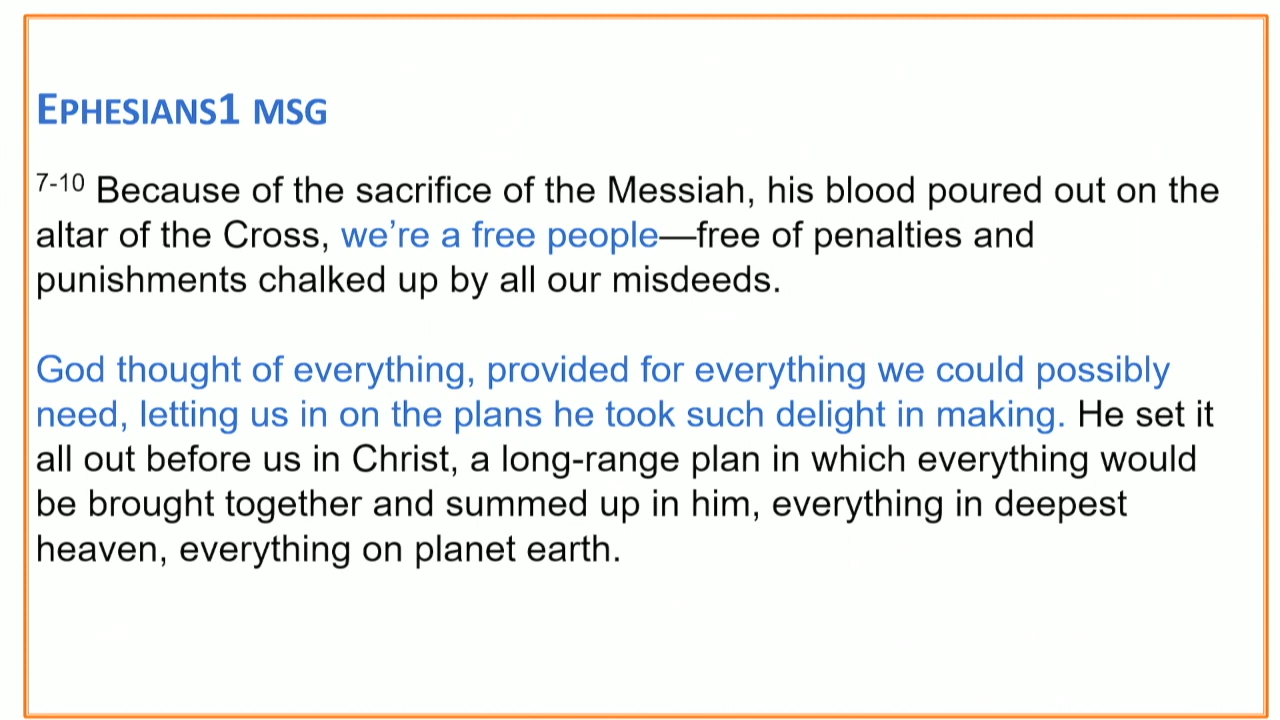 EPHESIANS1 MSG
7-10 Because of the sacrifice of the Messiah, his blood poured out on the
altar of the Cross, we’re a free people—free of penalties and
punishments chalked up by all our misdeeds.
God thought of everything, provided for everything we could possibly
need, letting us in on the plans he took such delight in making. He set it
all out before us in Christ, a long-range plan in which everything would
be brought together and summed up in him, everything in deepest
heaven, everything on planet earth.